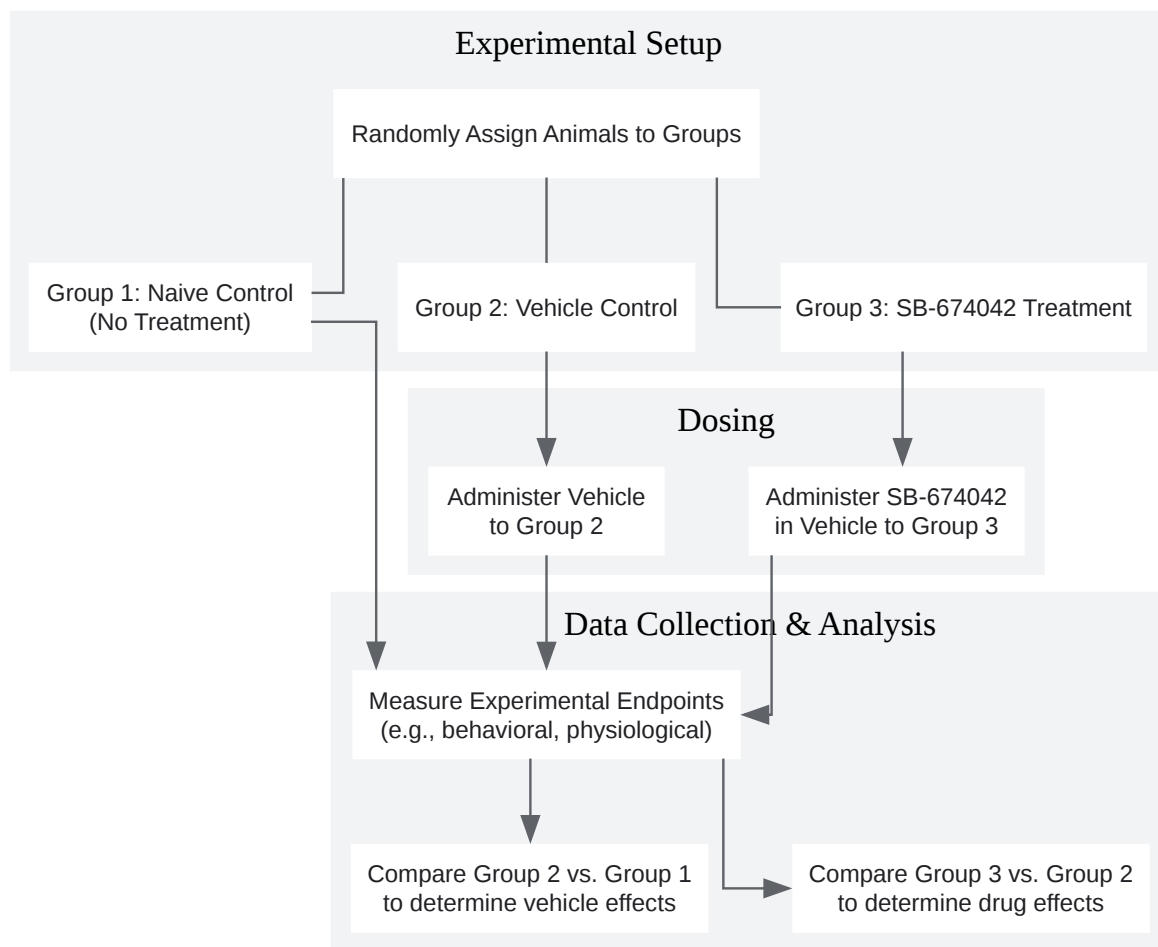 Experimental Setup
Randomly Assign Animals to Groups
Group 1: Naive Control
(No Treatment)
Group 2: Vehicle Control
Group 3: SB-674042 Treatment
Dosing
Administer Vehicle
to Group 2
Administer SB-674042
in Vehicle to Group 3
Data Collection & Analysis
Measure Experimental Endpoints
(e.g., behavioral, physiological)
Compare Group 2 vs. Group 1
to determine vehicle effects
Compare Group 3 vs. Group 2
to determine drug effects